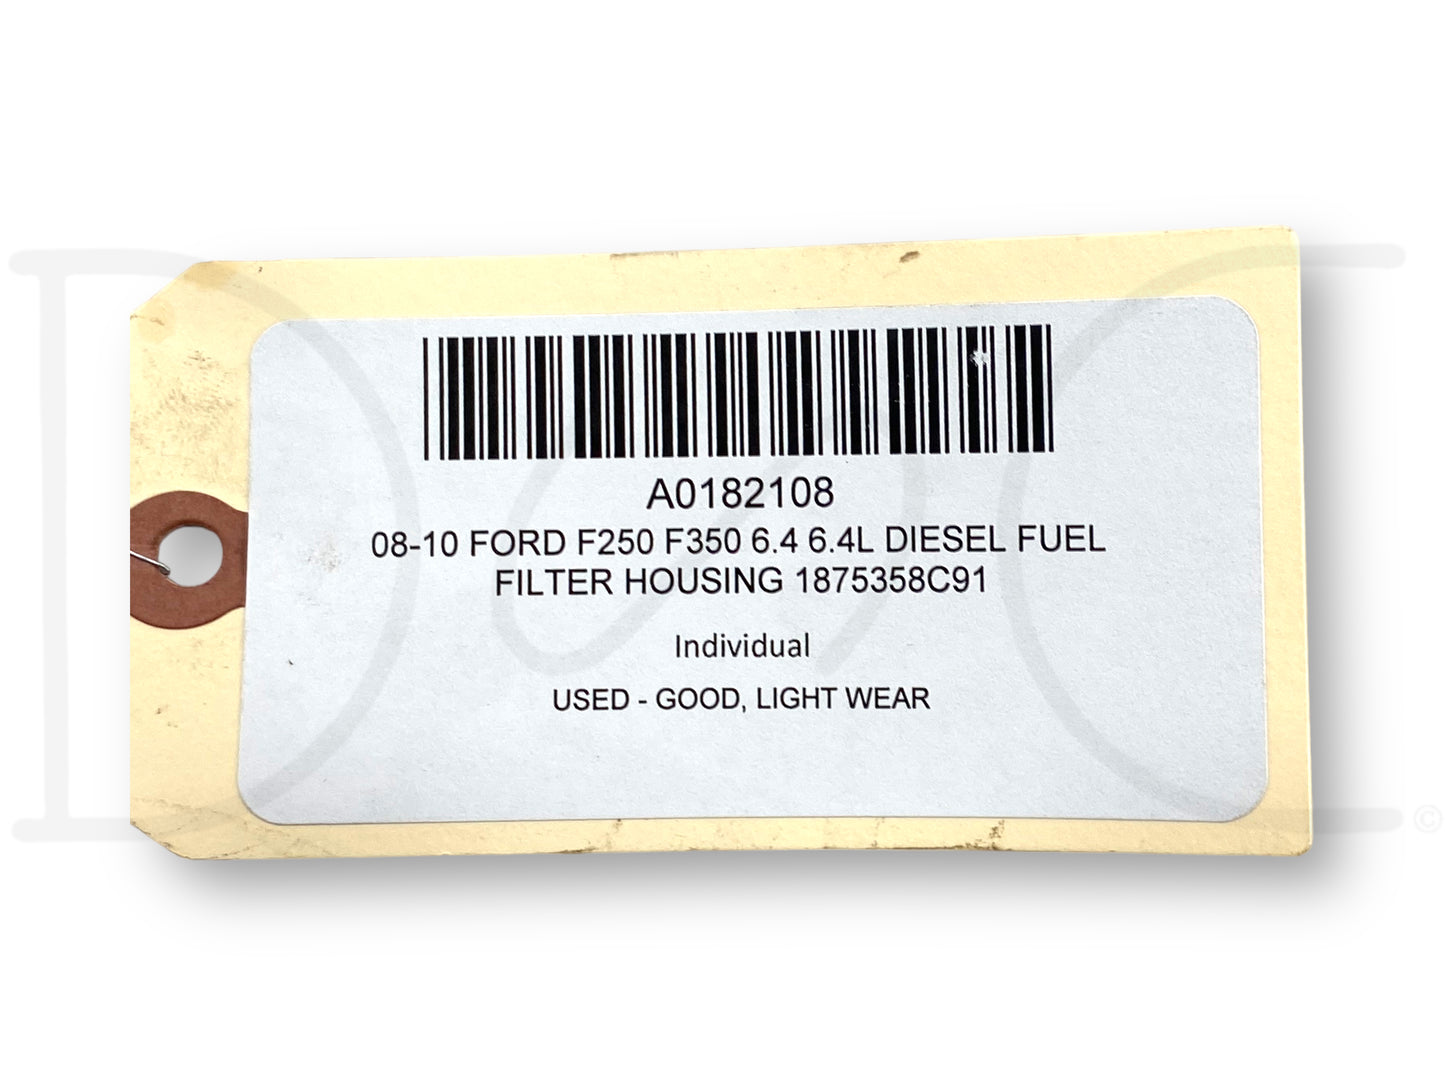 A0182108
08-10 FORD F250 F350 6.4 6.4L DIESEL FUEL
FILTER HOUSING 1875358C91
Individual
USED - GOOD, LIGHT WEAR
©